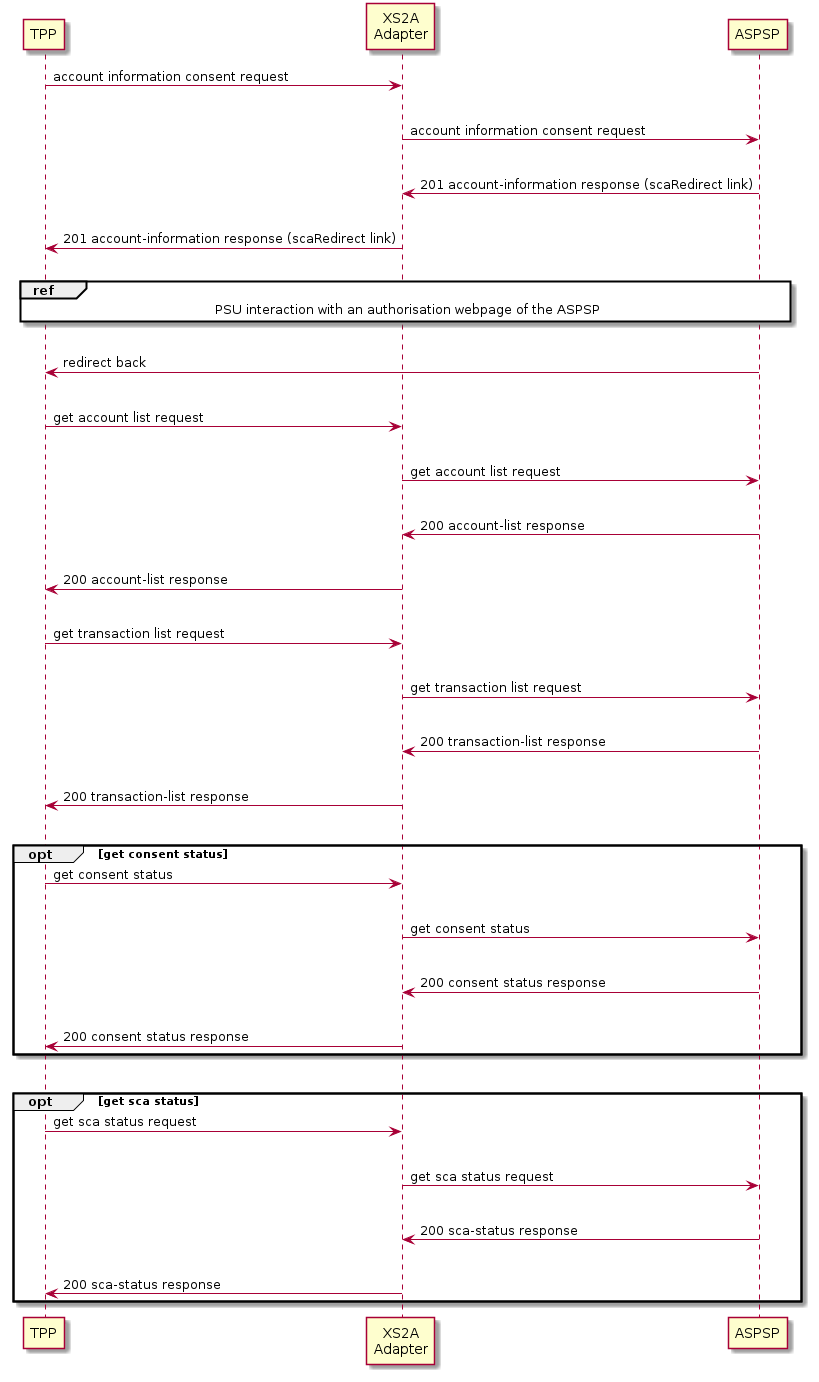 TPP
XS2A
Adapter
ASPSP
account information consent request
account information consent request
201 account-information response (scaRedirect link)
201 account-information response (scaRedirect link)
ref
PSU interaction with an authorisation webpage of the ASPSP
redirect back
get account list request
get account list request
200 account-list response
200 account-list response
get transaction list request
get transaction list request
200 transaction-list response
200 transaction-list response
opt [get consent status]
get consent status
get consent status
200 consent status response
200 consent status response
opt [get sca status]
get sca status request
get sca status request
200 sca-status response
200 sca-status response
TPP
XS2A
Adapter
ASPSP